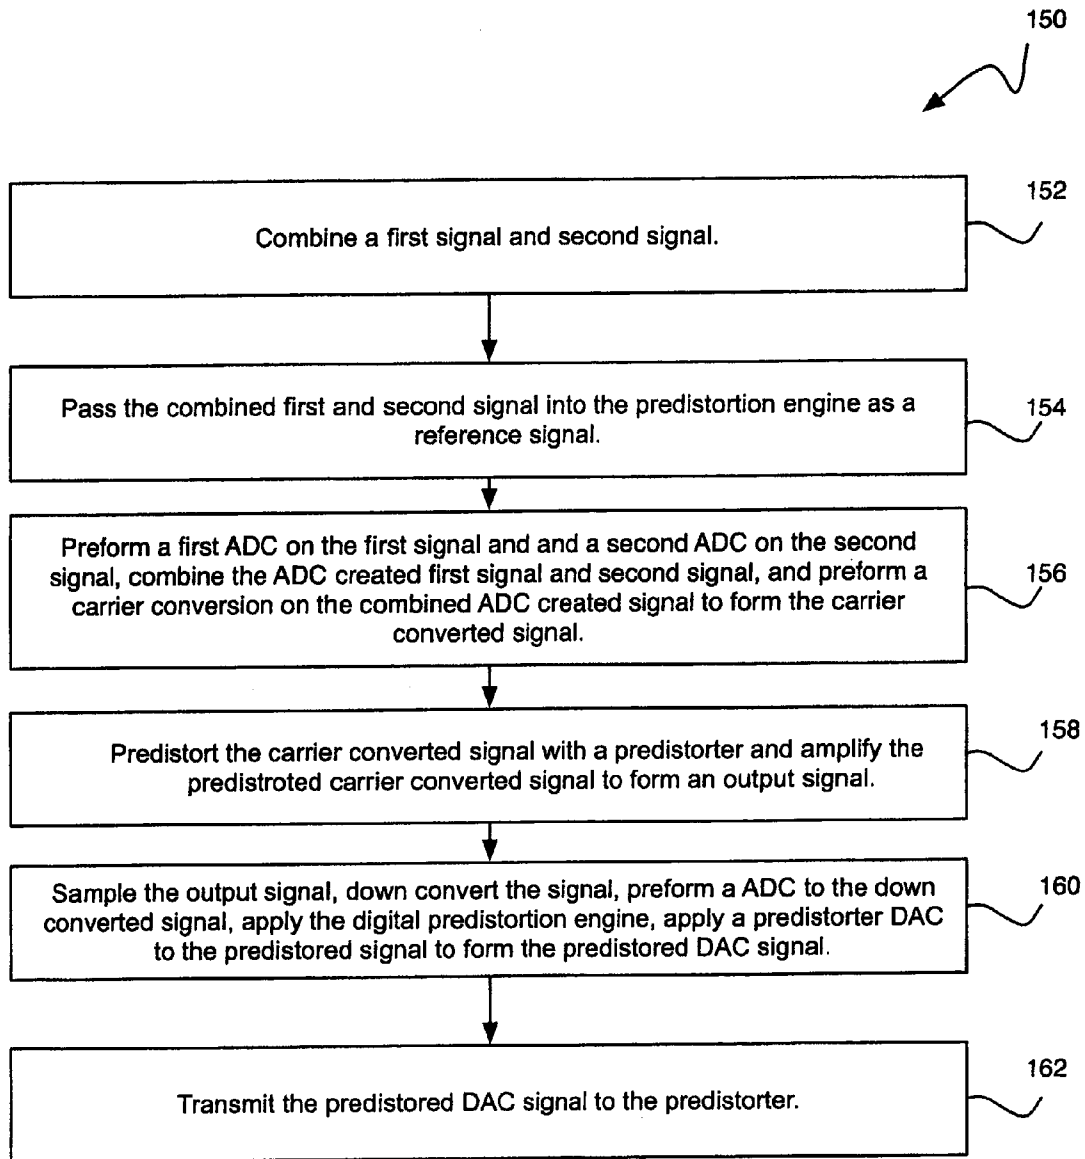 150
152
Combine a first signal and second signal.
Pass the combined first and second signal into the predistortion engine as a
reference signal.
154
Preform a first ADC on the first signal and and a second ADC on the second
signal, combine the ADC created first signal and second signal, and preform a
carrier conversion on the combined ADC created signal to form the carrier
converted signal.
156
Predistort the carrier converted signal with a predistorter and amplify the
predistroted carrier converted signal to form an output signal.
158
Sample the output signal, down convert the signal, preform a ADC to the down
converted signal, apply the digital predistortion engine, apply a predistorter DAC
to the predistored signal to form the predistored DAC signal.
160
Transmit the predistored DAC signal to the predistorter.
162